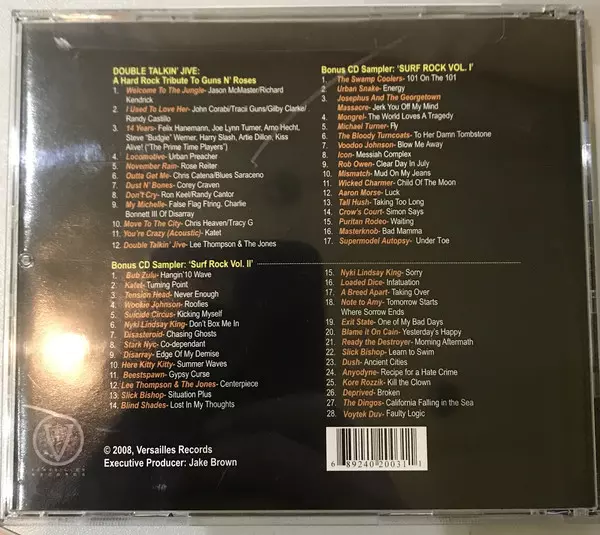 DOUBLE TALKIN' JIVE:
A Hard Rock Tribute To Guns N' Roses
1. Welcome To The Jungle- Jason McMaster/Richard
Kendrick
2. I Used To Love Her- John Corabi/Tracii Guns/Gilby Clarke/
Randy Castillo
3. 14 Years- Felix Hanemann, Joe Lynn Turner, Arno Hecht,
Steve "Budgie" Werner, Harry Slash, Artie Dillon, Kiss
Alive! ("The Prime Time Players")
4. Locomotive- Urban Preacher
5. November Rain- Rose Reiter
6. Outta Get Me- Chris Catena/Blues Saraceno
7. Dust N' Bones- Corey Craven
8. Don't Cry- Ron Keel/Randy Cantor
9. My Michelle- False Flag Ftring. Charlie
Bonnett III Of Disarray
10. Move To The City- Chris Heaven/Tracy G
11. You're Crazy (Acoustic)- Katet
12. Double Talkin' Jive- Lee Thompson & The Jones
Bonus CD Sampler: 'SURF ROCK VOL. I'
1. The Swamp Coolers- 101 On The 101
2. Urban Snake- Energy
3. Josephus And The Georgetown
Massacre- Jerk You Off My Mind
4. Mongrel- The World Loves A Tragedy
5. Michael Turner- Fly
6. The Bloody Turncoats- To Her Damn Tombstone
7. Voodoo Johnson- Blow Me Away
8. Icon- Messiah Complex
9. Rob Owen- Clear Day In July
10. Mismatch- Mud On My Jeans
11. Wicked Charmer- Child Of The Moon
12. Aaron Morse- Luck
13. Tall Hush- Taking Too Long
14. Crow's Court- Simon Says
15. Puritan Rodeo- Waiting
16. Masterknob- Bad Mamma
17. Supermodel Autopsy- Under Toe
Bonus CD Sampler: 'Surf Rock Vol. II'
1. Bub Zulu- Hangin'10 Wave
2. Katet- Turning Point
3. Tension Head- Never Enough
4. Wookie Johnson- Roofies
5. Suicide Circus- Kicking Myself
6. Nyki Lindsay King- Don't Box Me In
7. Disasteroid- Chasing Ghosts
8. Stark Nyc- Co-dependant
9. Disarray- Edge Of My Demise
10. Here Kitty Kitty- Summer Waves
11. Beestspawn- Gypsy Curse
12. Lee Thompson & The Jones- Centerpiece
13. Slick Bishop- Situation Plus
14. Blind Shades- Lost In My Thoughts
15. Nyki Lindsay King- Sorry
16. Loaded Dice- Infatuation
17. A Breed Apart- Taking Over
18. Note to Amy- Tomorrow Starts
Where Sorrow Ends
19. Exit State- One of My Bad Days
20. Blame it On Cain- Yesterday's Happy
21. Ready the Destroyer- Morning Aftermath
22. Slick Bishop- Learn to Swim
23. Dush- Ancient Cities
24. Anyodyne- Recipe for a Hate Crime
25. Kore Rozzik- Kill the Clown
26. Deprived- Broken
27. The Dingos- California Falling in the Sea
28. Voytek Duv- Faulty Logic
VERSAILLES
RECORDS
© 2008, Versailles Records
Executive Producer: Jake Brown
6 89240 20031 1